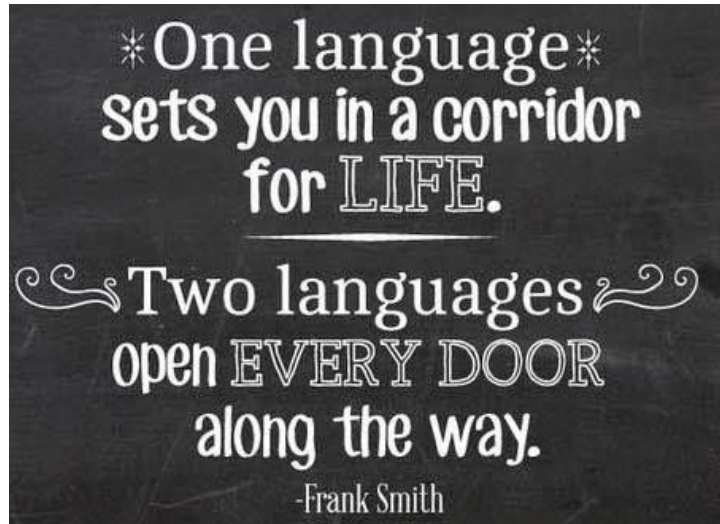 One language
sets you in a corridor
for LIFE.
Two languages
open EVERY DOOR
along the way.
-Frank Smith